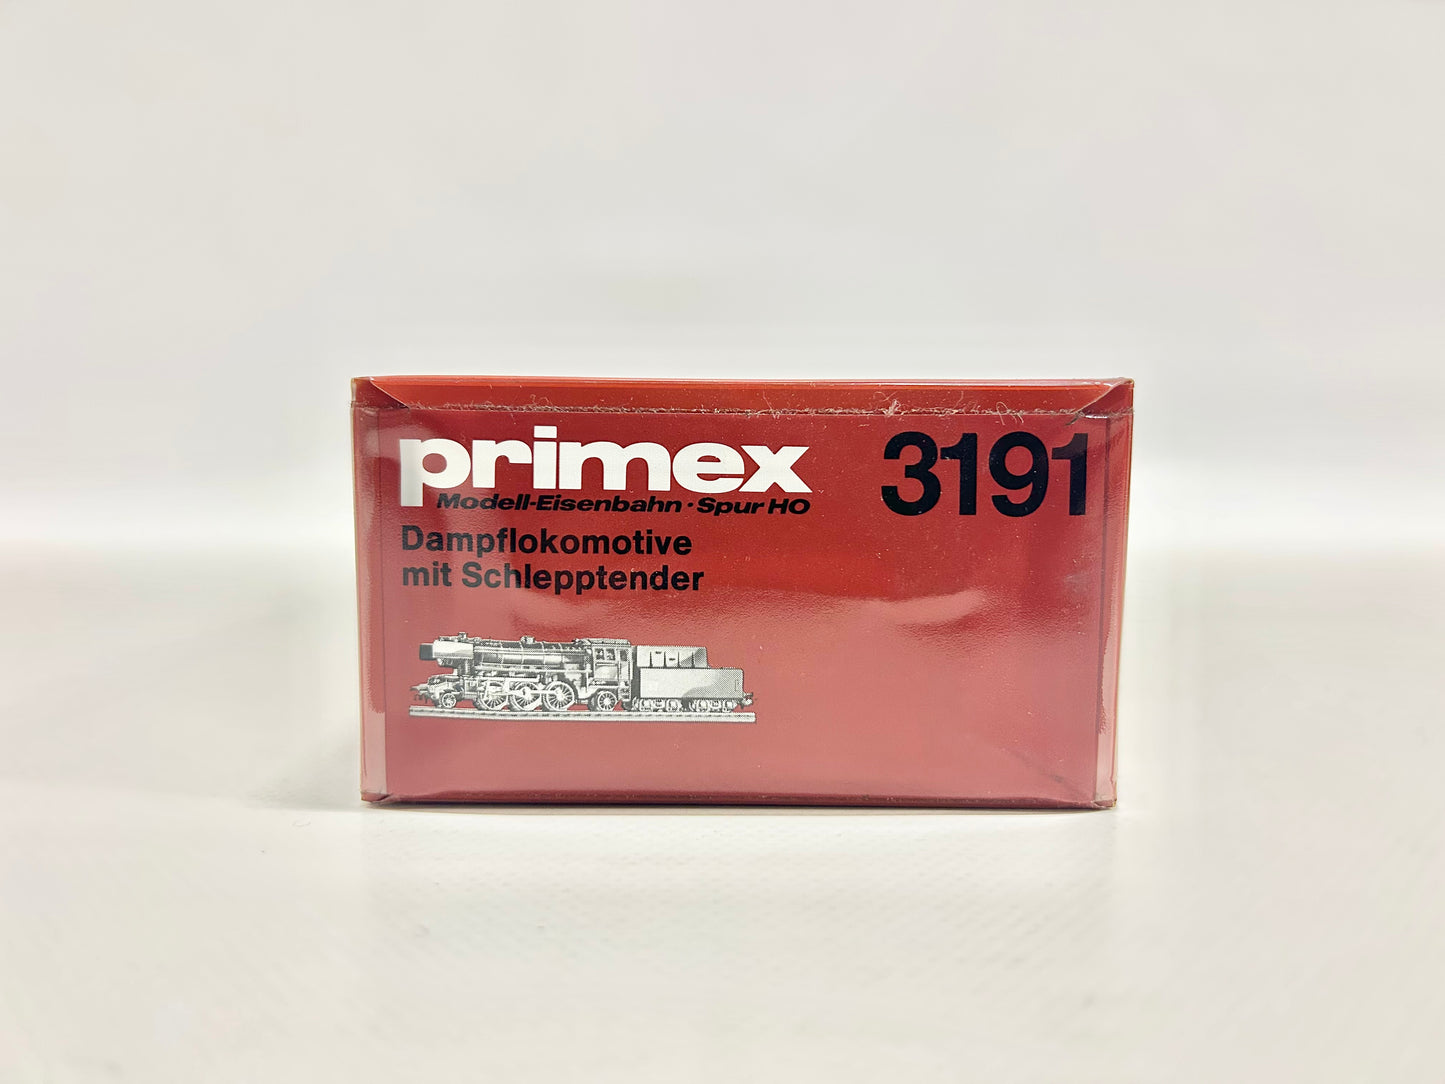 primex
3191
Modell-Eisenbahn · Spur HO
Dampflokomotive
mit Schlepptender